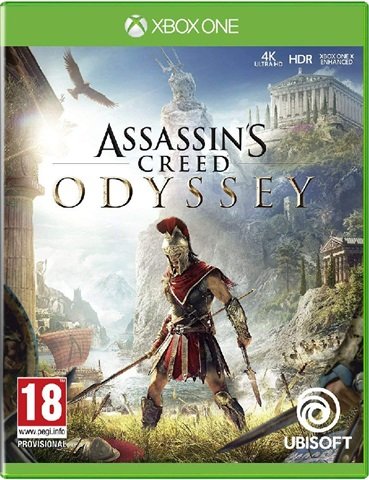 XBOX ONE
4K
ULTRA HD
HDR
XBOX ONE X
ENHANCED
ASSASSIN'S
CREED
ODYSSEY
18
www.pegi.info
PROVISIONAL
UBISOFT